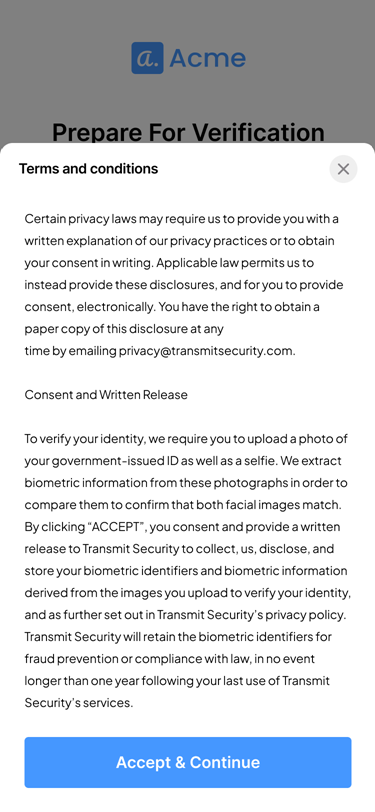 a. Acme
Prepare For Verification
Terms and conditions
Certain privacy laws may require us to provide you with a
written explanation of our privacy practices or to obtain
your consent in writing. Applicable law permits us to
instead provide these disclosures, and for you to provide
consent, electronically. You have the right to obtain a
paper copy of this disclosure at any
time by emailing privacy@transmitsecurity.com.
Consent and Written Release
To verify your identity, we require you to upload a photo of
your government-issued ID as well as a selfie. We extract
biometric information from these photographs in order to
compare them to confirm that both facial images match.
By clicking “ACCEPT”, you consent and provide a written
release to Transmit Security to collect, us, disclose, and
store your biometric identifiers and biometric information
derived from the images you upload to verify your identity,
and as further set out in Transmit Security’s privacy policy.
Transmit Security will retain the biometric identifiers for
fraud prevention or compliance with law, in no event
longer than one year following your last use of Transmit
Security’s services.
Accept & Continue